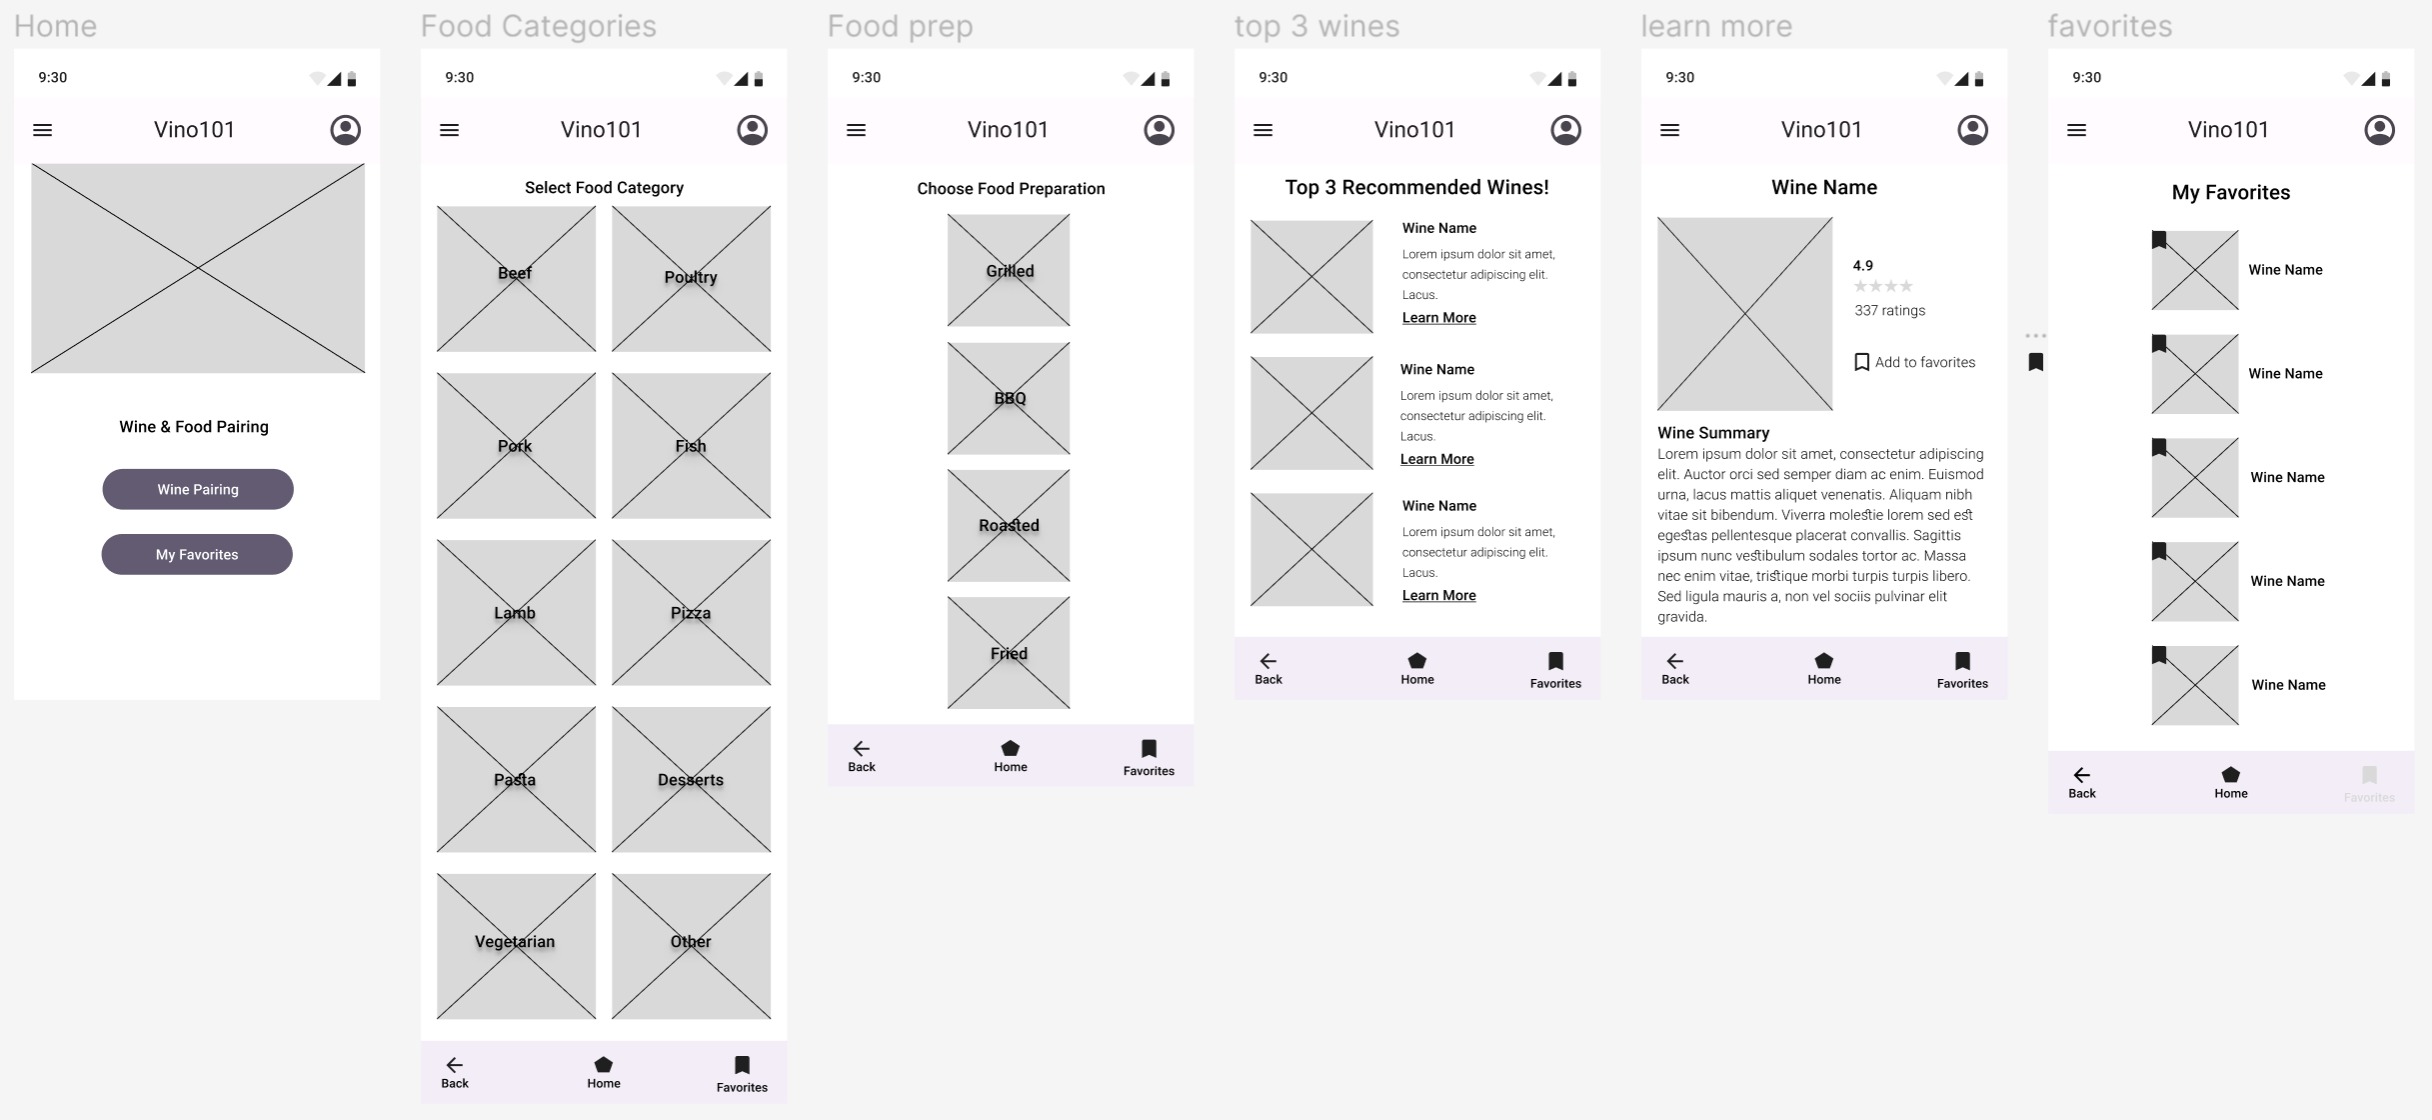 Home
9:30
Vino101
Wine & Food Pairing
Wine Pairing
My Favorites
Food Categories
9:30
Vino101
Select Food Category
Beef
Poultry
Pork
Fish
Lamb
Pizza
Pasta
Desserts
Vegetarian
Other
Back
Home
Favorites
Food prep
9:30
Vino101
Choose Food Preparation
Grilled
BBQ
Roasted
Fried
Back
Home
Favorites
top 3 wines
9:30
Vino101
Top 3 Recommended Wines!
Wine Name
Lorem ipsum dolor sit amet,
consectetur adipiscing elit.
Lacus.
Learn More
Wine Name
Lorem ipsum dolor sit amet,
consectetur adipiscing elit.
Lacus.
Learn More
Wine Name
Lorem ipsum dolor sit amet,
consectetur adipiscing elit.
Lacus.
Learn More
Back
Home
Favorites
learn more
9:30
Vino101
Wine Name
4.9
337 ratings
Add to favorites
Wine Summary
Lorem ipsum dolor sit amet, consectetur adipiscing
elit. Auctor orci sed semper diam ac enim. Euismod
urna, lacus mattis aliquet venenatis. Aliquam nibh
vitae sit bibendum. Viverra molestie lorem sed est
egestas pellentesque placerat convallis. Sagittis
ipsum nunc vestibulum sodales tortor ac. Massa
nec enim vitae, tristique morbi turpis turpis libero.
Sed ligula mauris a, non vel sociis pulvinar elit
gravida.
Back
Home
Favorites
favorites
9:30
Vino101
My Favorites
Wine Name
Wine Name
Wine Name
Wine Name
Wine Name
Back
Home
Favorites